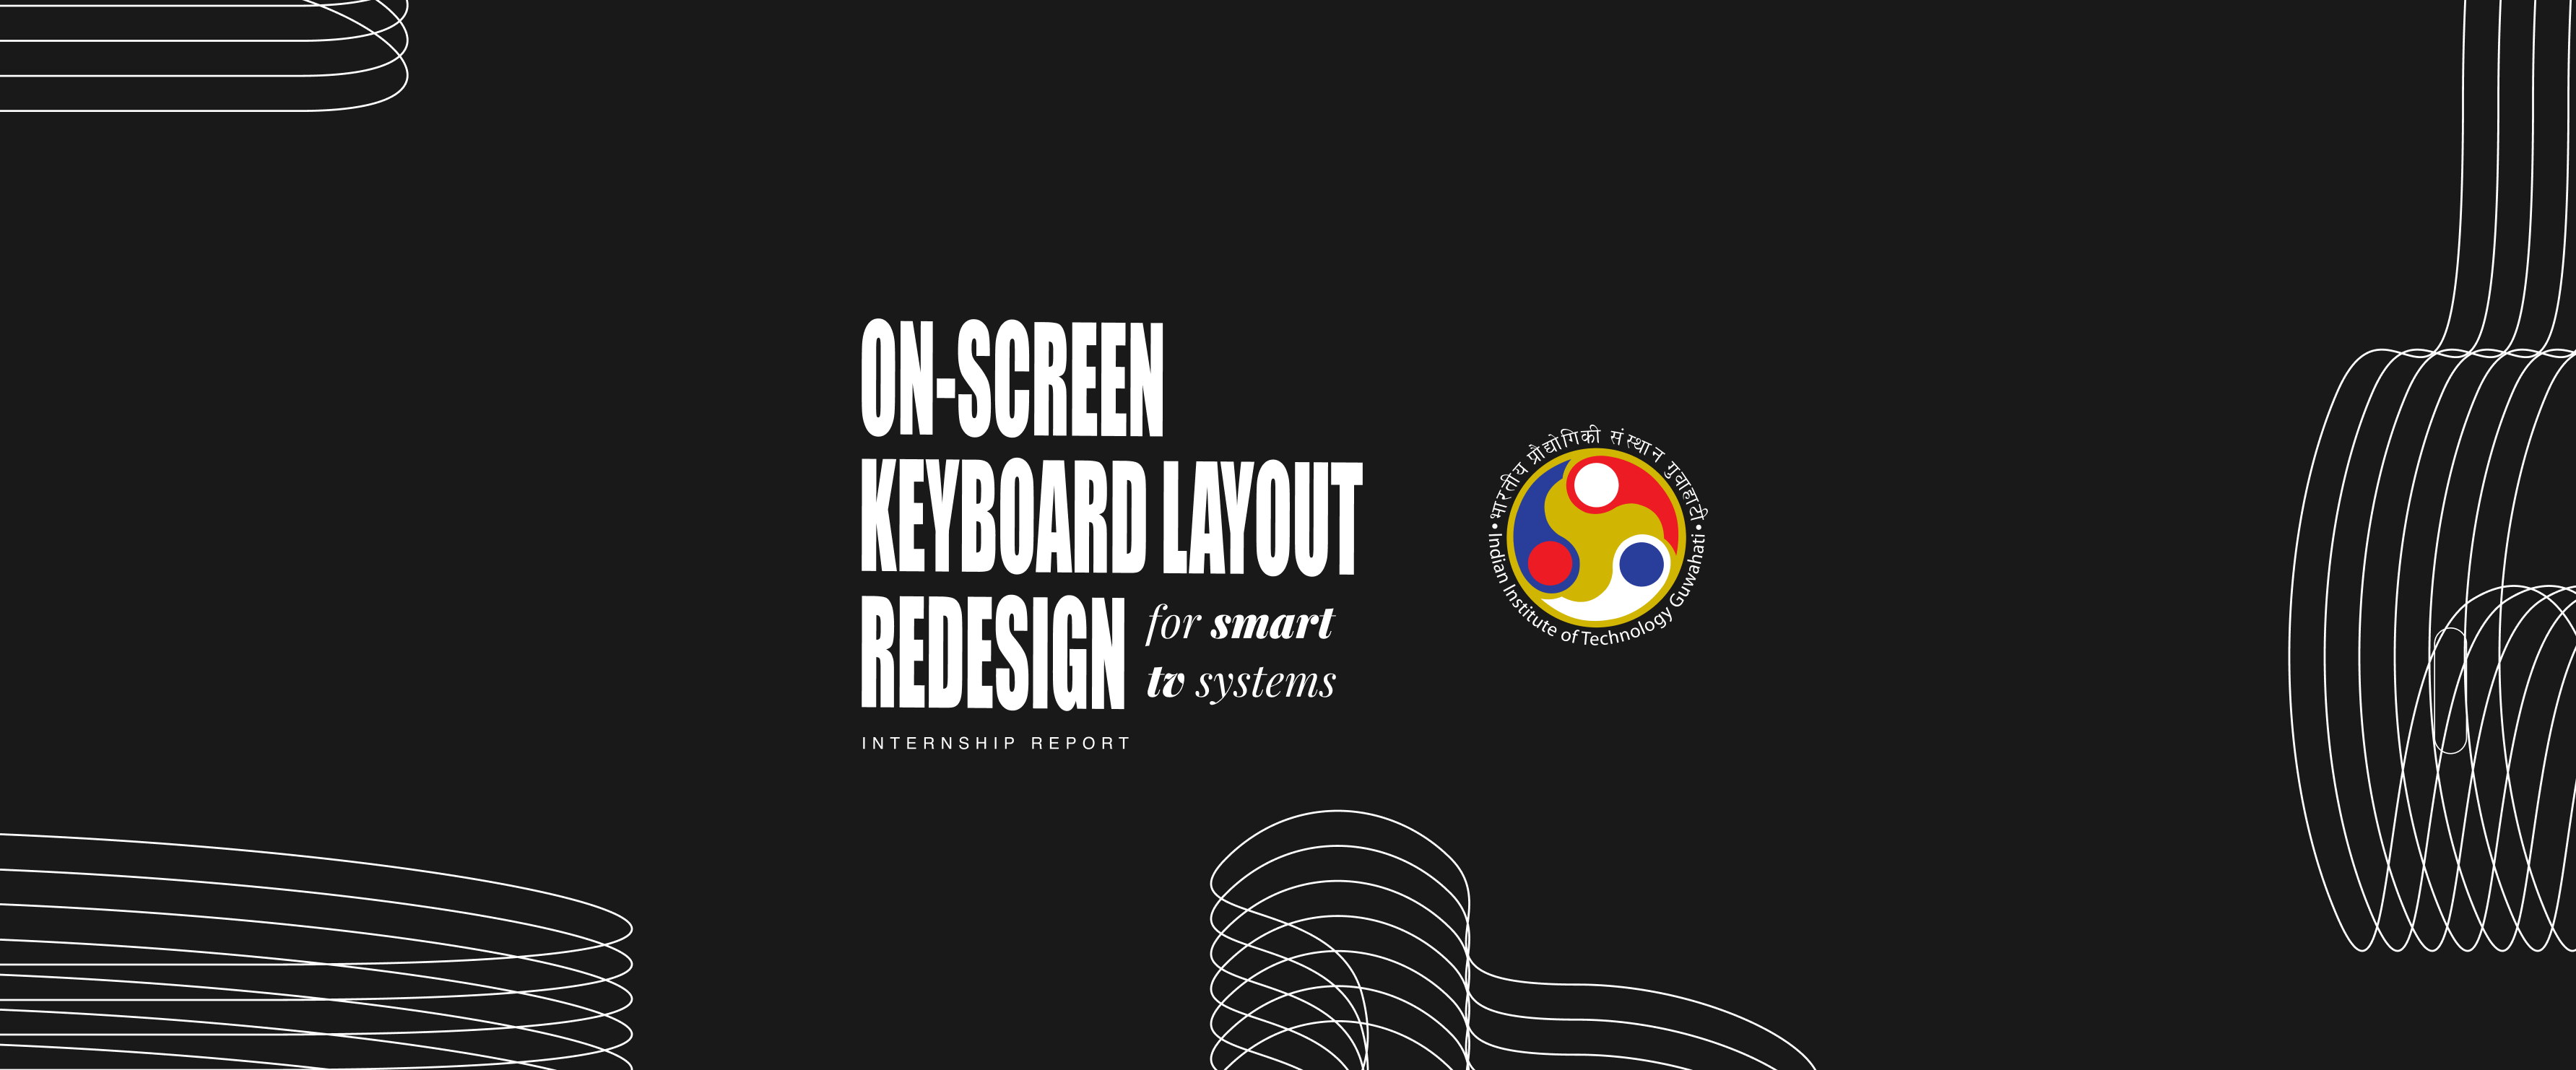 ON-SCREEN
KEYBOARD LAYOUT
REDESIGN for smart
tv systems
INTERNSHIP REPORT
भारतीय प्रौद्योगिकी संस्थान गुवाहाटी
• Indian Institute of Technology Guwahati •